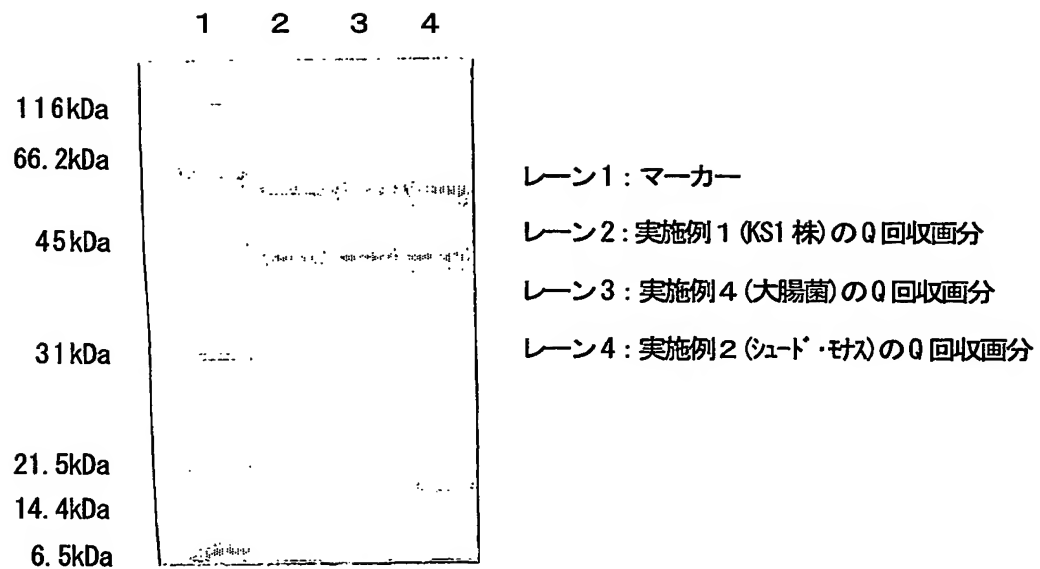 1 2 3 4
116kDa
66.2kDa
45kDa
31kDa
21.5kDa
14.4kDa
6.5kDa
レーン1：マーカー
レーン2：実施例1(KS1株)のQ回収画分
レーン3：実施例4(大腸菌)のQ回収画分
レーン4：実施例2(シュード・モナス)のQ回収画分